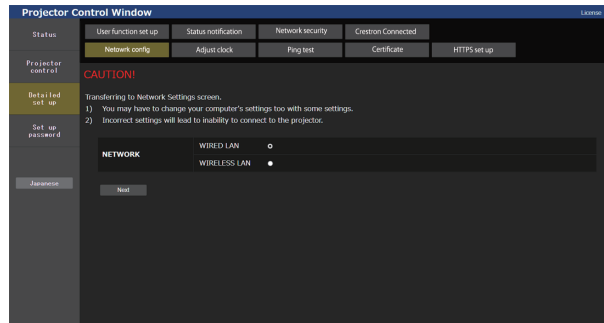 Projector Control Window
License
Status
User function set up
Status notification
Network security
Crestron Connected
Netowrk config
Adjust clock
Ping test
Certificate
HTTPS set up
Projector
control
CAUTION!
Detailed
set up
Transferring to Network Settings screen.
1) You may have to change your computer's settings too with some settings.
2) Incorrect settings will lead to inability to connect to the projector.
Set up
password
NETWORK
WIRED LAN
WIRELESS LAN
Japanese
Next